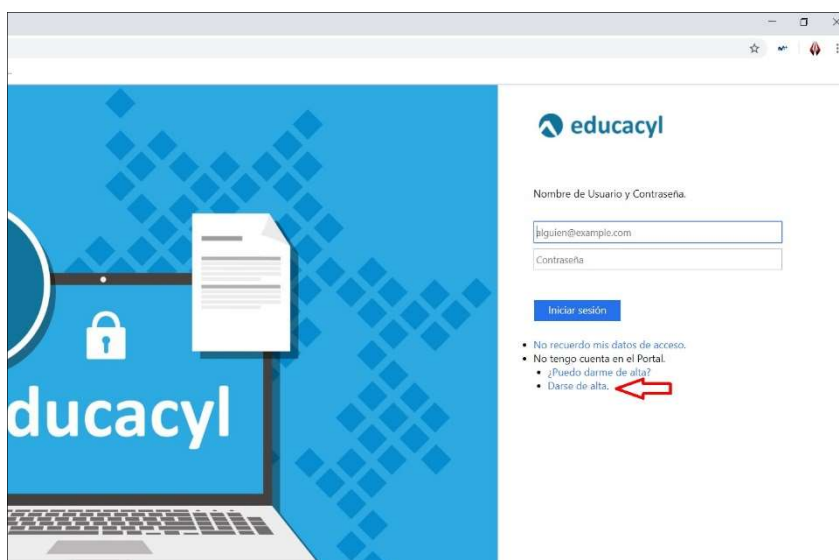 educacyl
Nombre de Usuario y Contraseña.
alguien@example.com
Contraseña
Iniciar sesión
No recuerdo mis datos de acceso.
No tengo cuenta en el Portal.
¿Puedo darme de alta?
Darse de alta.
ducacyl